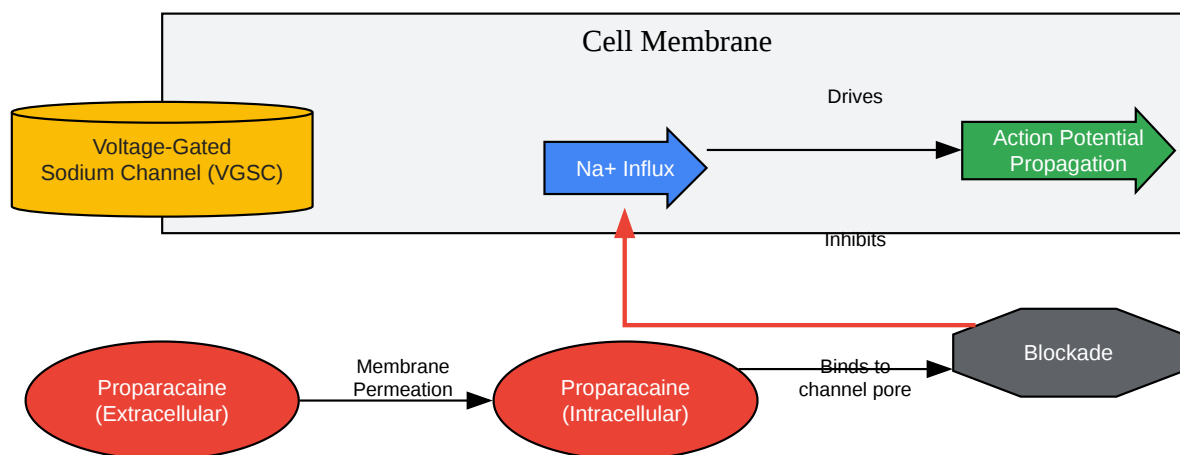 Cell Membrane
Drives
Voltage-Gated
Sodium Channel (VGSC)
Na+ Influx
Action Potential
Propagation
Inhibits
Membrane
Permeation
Binds to
channel pore
Blockade
Proparacaine
(Extracellular)
Proparacaine
(Intracellular)